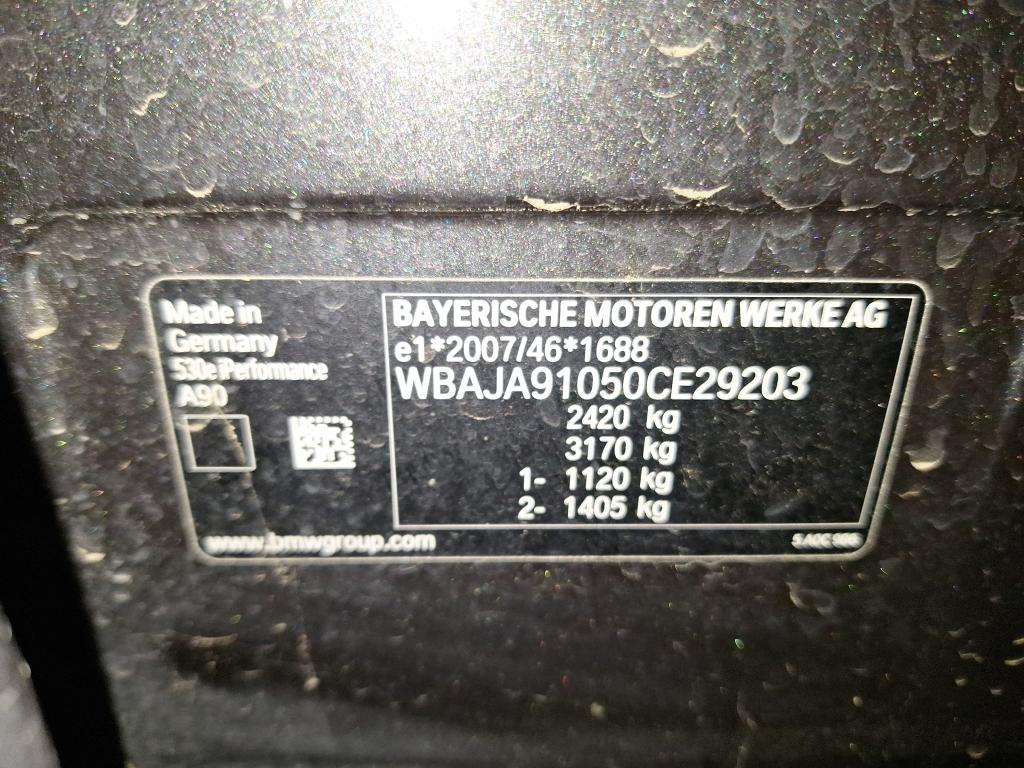 Made in
Germany
530e iPerformance
A90
BAYERISCHE MOTOREN WERKE AG
e1*2007/46*1688
WBAJA91050CE29203
2420 kg
3170 kg
1- 1120 kg
2- 1405 kg
www.bmwgroup.com